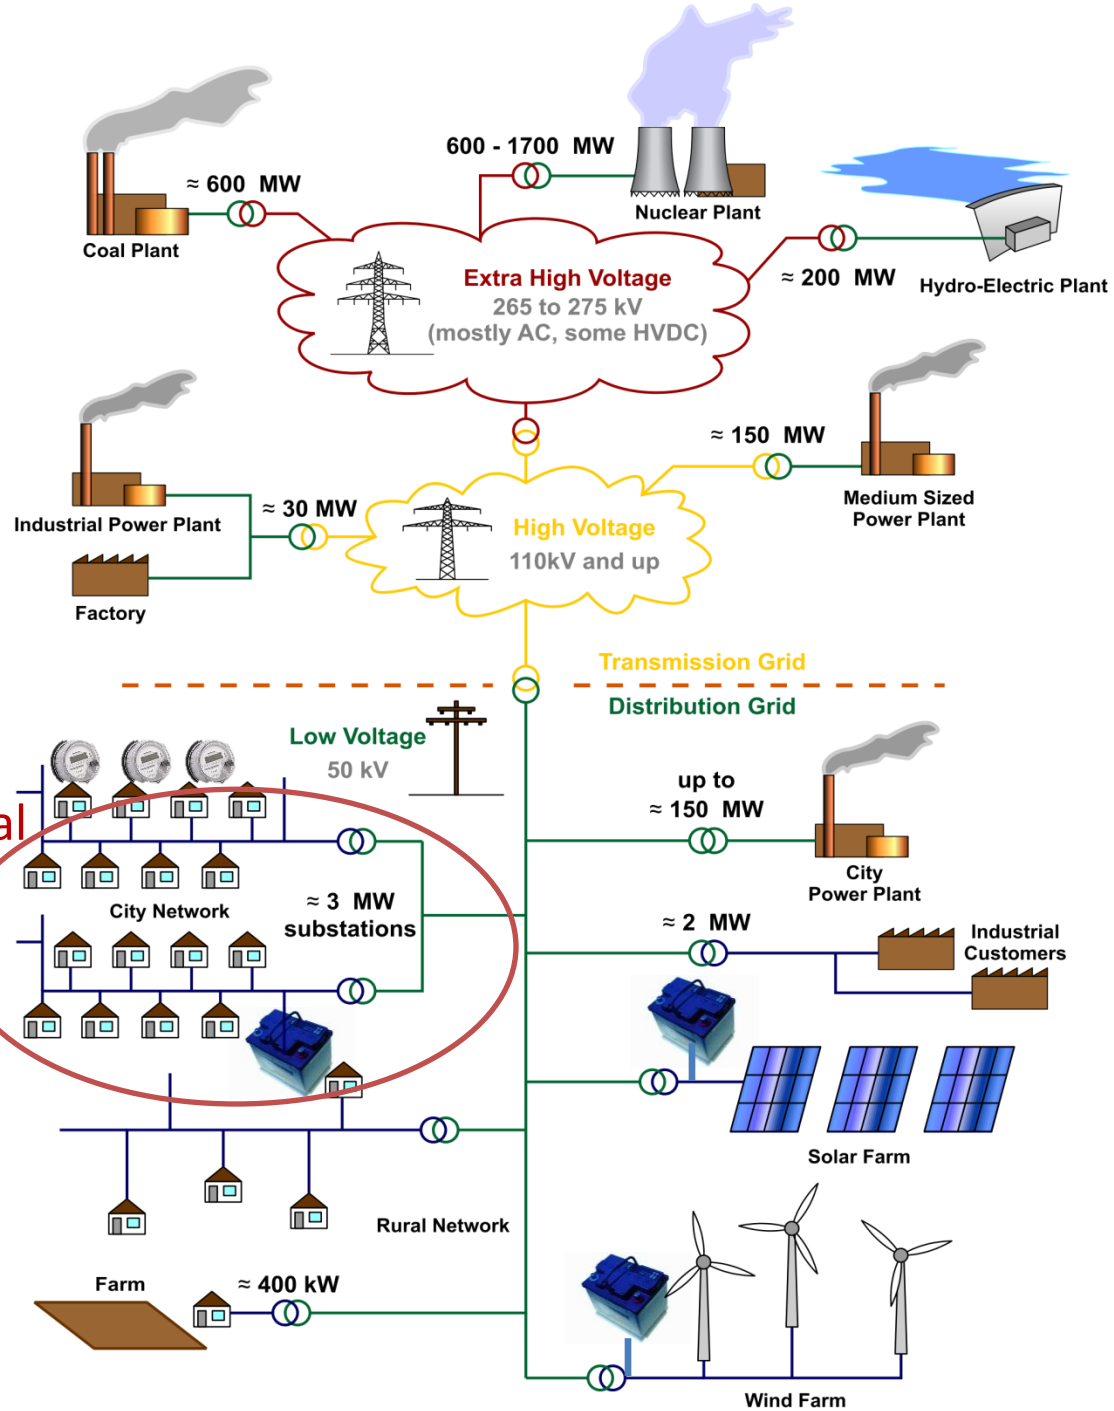 600 - 1700 MW
≈ 600 MW
Nuclear Plant
Coal Plant
≈ 200 MW
Hydro-Electric Plant
Extra High Voltage
265 to 275 kV
(mostly AC, some HVDC)
≈ 150 MW
Medium Sized
Power Plant
≈ 30 MW
Industrial Power Plant
High Voltage
110kV and up
Factory
Transmission Grid
Distribution Grid
Low Voltage
50 kV
up to
≈ 150 MW
City
Power Plant
al
City Network
≈ 3 MW
substations
≈ 2 MW
Industrial
Customers
Solar Farm
Rural Network
Farm
≈ 400 kW
Wind Farm